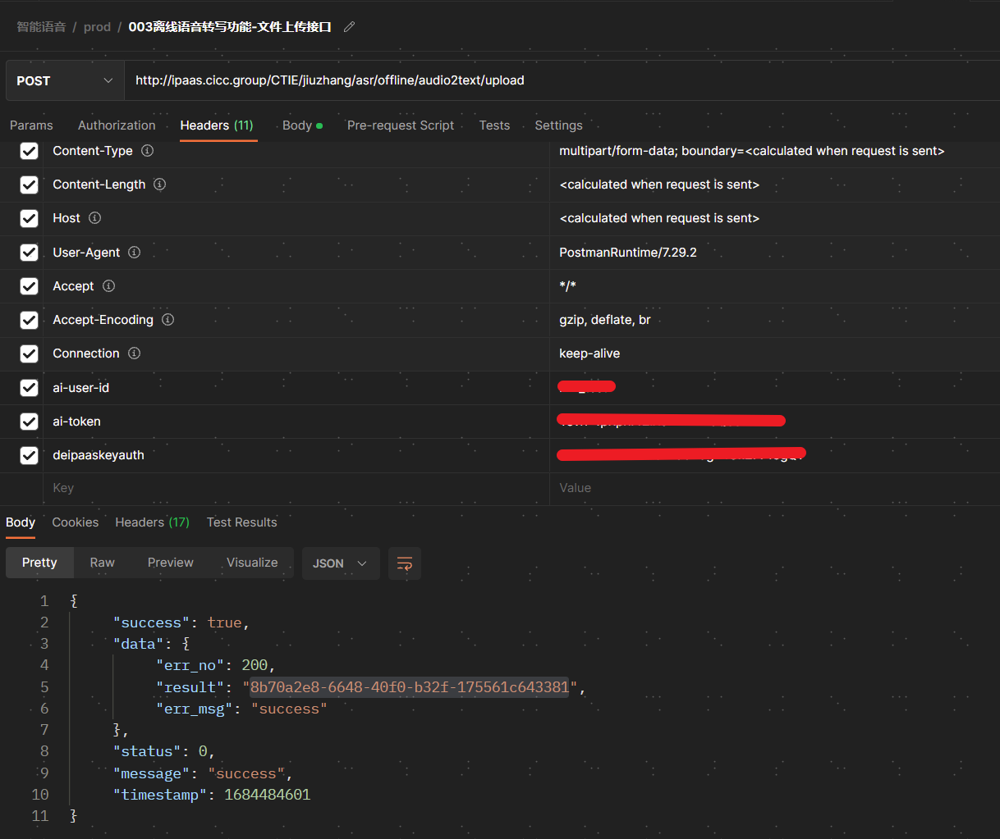 智能语音 / prod / 003离线语音转写功能-文件上传接口
POST http://ipaas.cicc.group/CTIE/jiuzhang/asr/offline/audio2text/upload
Params Authorization Headers (11) Body Pre-request Script Tests Settings
Content-Type multipart/form-data; boundary=<calculated when request is sent>
Content-Length <calculated when request is sent>
Host <calculated when request is sent>
User-Agent PostmanRuntime/7.29.2
Accept */*
Accept-Encoding gzip, deflate, br
Connection keep-alive
ai-user-id
ai-token
deipaaskeyauth
Key Value
Body Cookies Headers (17) Test Results
Pretty Raw Preview Visualize JSON
1 {
2 "success": true,
3 "data": {
4 "err_no": 200,
5 "result": "8b70a2e8-6648-40f0-b32f-175561c643381",
6 "err_msg": "success"
7 },
8 "status": 0,
9 "message": "success",
10 "timestamp": 1684484601
11 }